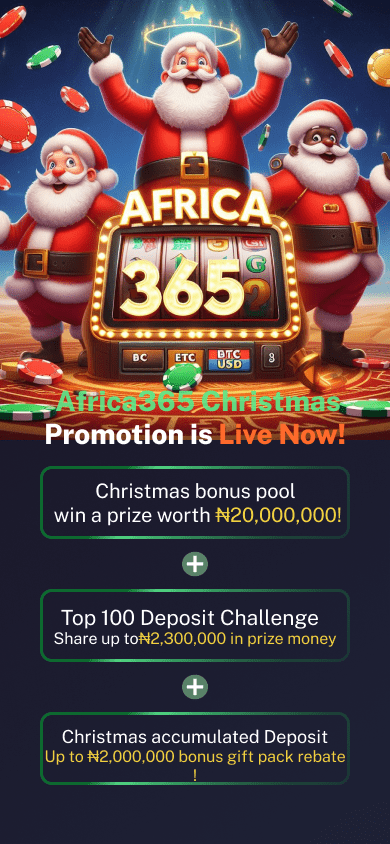 AFRICA
365
BC ETC BTC
USD 8
Africa365 Christmas
Promotion is Live Now!
Christmas bonus pool
win a prize worth ₦20,000,000!
Top 100 Deposit Challenge
Share up to₦2,300,000 in prize money
Christmas accumulated Deposit
Up to ₦2,000,000 bonus gift pack rebate
!